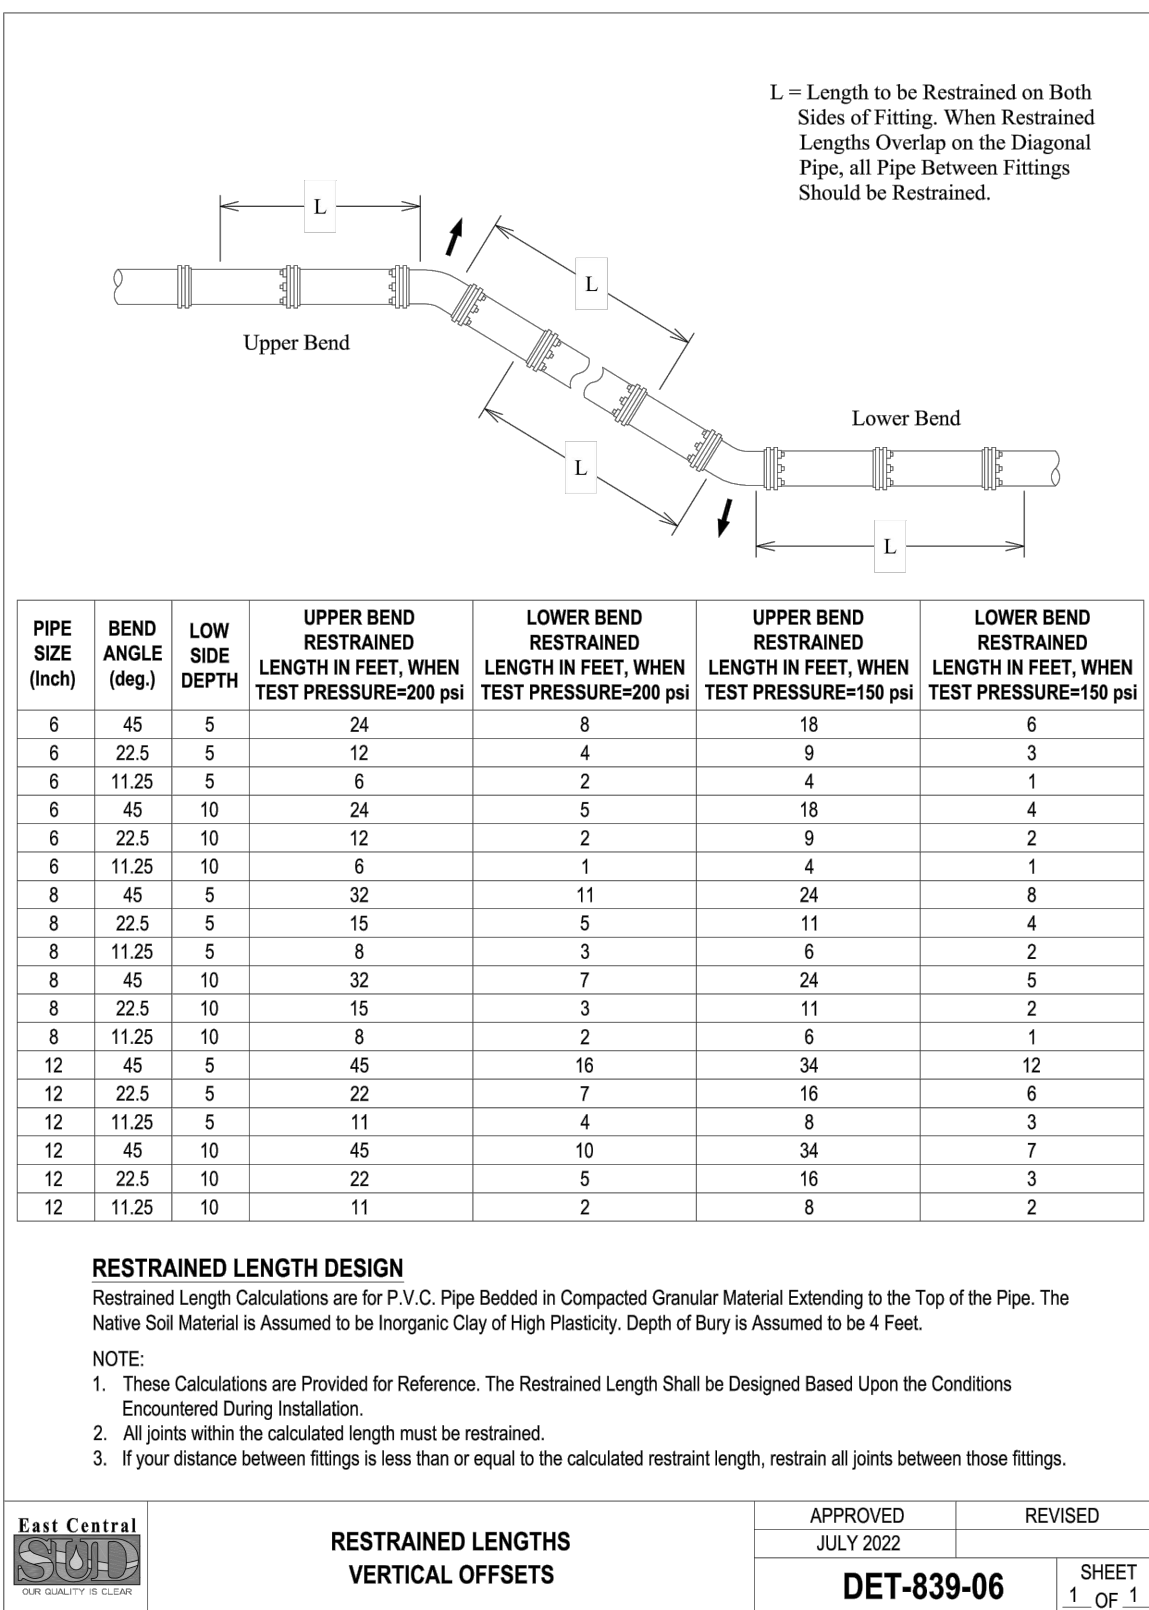 L = Length to be Restrained on Both
Sides of Fitting. When Restrained
Lengths Overlap on the Diagonal
Pipe, all Pipe Between Fittings
Should be Restrained.
L
L
Upper Bend
Lower Bend
L
L
PIPE SIZE (Inch) BEND ANGLE (deg.) LOW SIDE DEPTH UPPER BEND RESTRAINED LENGTH IN FEET, WHEN TEST PRESSURE=200 psi LOWER BEND RESTRAINED LENGTH IN FEET, WHEN TEST PRESSURE=200 psi UPPER BEND RESTRAINED LENGTH IN FEET, WHEN TEST PRESSURE=150 psi LOWER BEND RESTRAINED LENGTH IN FEET, WHEN TEST PRESSURE=150 psi
6 45 5 24 8 18 6
6 22.5 5 12 4 9 3
6 11.25 5 6 2 4 1
6 45 10 24 5 18 4
6 22.5 10 12 2 9 2
6 11.25 10 6 1 4 1
8 45 5 32 11 24 8
8 22.5 5 15 5 11 4
8 11.25 5 8 3 6 2
8 45 10 32 7 24 5
8 22.5 10 15 3 11 2
8 11.25 10 8 2 6 1
12 45 5 45 16 34 12
12 22.5 5 22 7 16 6
12 11.25 5 11 4 8 3
12 45 10 45 10 34 7
12 22.5 10 22 5 16 3
12 11.25 10 11 2 8 2
RESTRAINED LENGTH DESIGN
Restrained Length Calculations are for P.V.C. Pipe Bedded in Compacted Granular Material Extending to the Top of the Pipe. The
Native Soil Material is Assumed to be Inorganic Clay of High Plasticity. Depth of Bury is Assumed to be 4 Feet.
NOTE:
1. These Calculations are Provided for Reference. The Restrained Length Shall be Designed Based Upon the Conditions
Encountered During Installation.
2. All joints within the calculated length must be restrained.
3. If your distance between fittings is less than or equal to the calculated restraint length, restrain all joints between those fittings.
East Central
SUD
OUR QUALITY IS CLEAR
RESTRAINED LENGTHS
VERTICAL OFFSETS
APPROVED REVISED
JULY 2022
DET-839-06
SHEET
1 OF 1